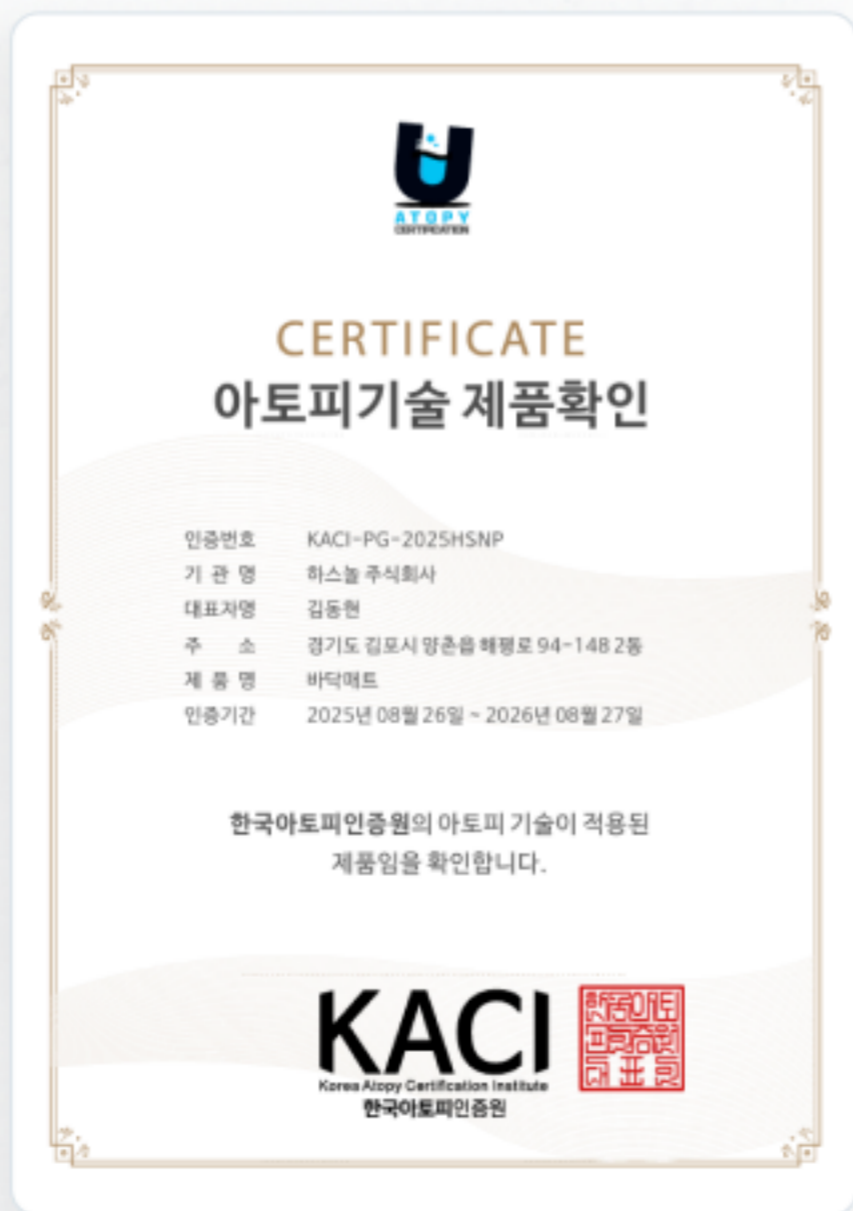 ATOPY
CERTIFICATION
CERTIFICATE
아토피기술 제품확인
인증번호 KACI-PG-2025HSNP
기 관 명 하스놀 주식회사
대표자명 김동현
주 소 경기도 김포시 양촌읍 해평로 94-148 2동
제 품 명 바닥매트
인증기간 2025년 08월 26일 ~ 2026년 08월 27일
한국아토피인증원의 아토피 기술이 적용된
제품임을 확인합니다.
KACI
Korea Atopy Certification Institute
한국아토피인증원